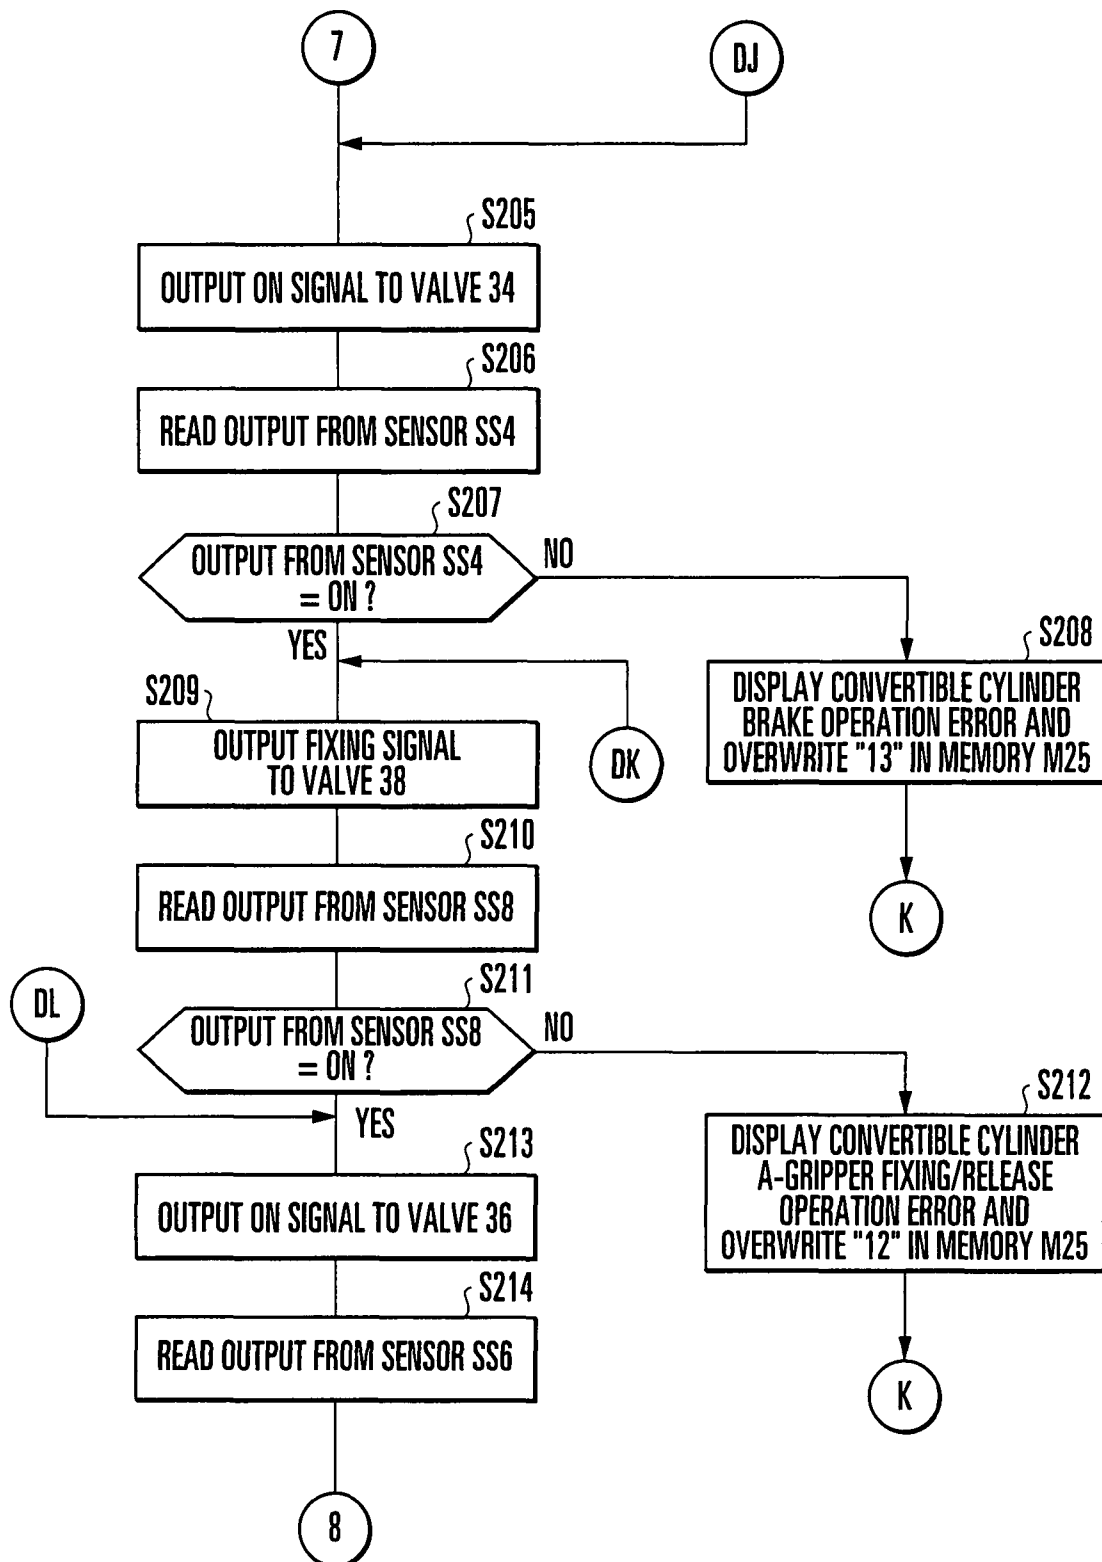 7
DJ
S205
OUTPUT ON SIGNAL TO VALVE 34
S206
READ OUTPUT FROM SENSOR SS4
S207
OUTPUT FROM SENSOR SS4
= ON ?
NO
YES
S208
DISPLAY CONVERTIBLE CYLINDER
BRAKE OPERATION ERROR AND
OVERWRITE "13" IN MEMORY M25
K
S209
OUTPUT FIXING SIGNAL
TO VALVE 38
DK
S210
READ OUTPUT FROM SENSOR SS8
DL
S211
OUTPUT FROM SENSOR SS8
= ON ?
NO
YES
S212
DISPLAY CONVERTIBLE CYLINDER
A-GRIPPER FIXING/RELEASE
OPERATION ERROR AND
OVERWRITE "12" IN MEMORY M25
K
S213
OUTPUT ON SIGNAL TO VALVE 36
S214
READ OUTPUT FROM SENSOR SS6
8